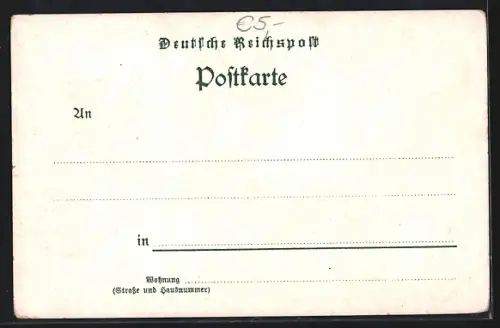 €5,-
Deutsche Reichspost
Postkarte
An
in
Wohnung
(Straße und Hausnummer)